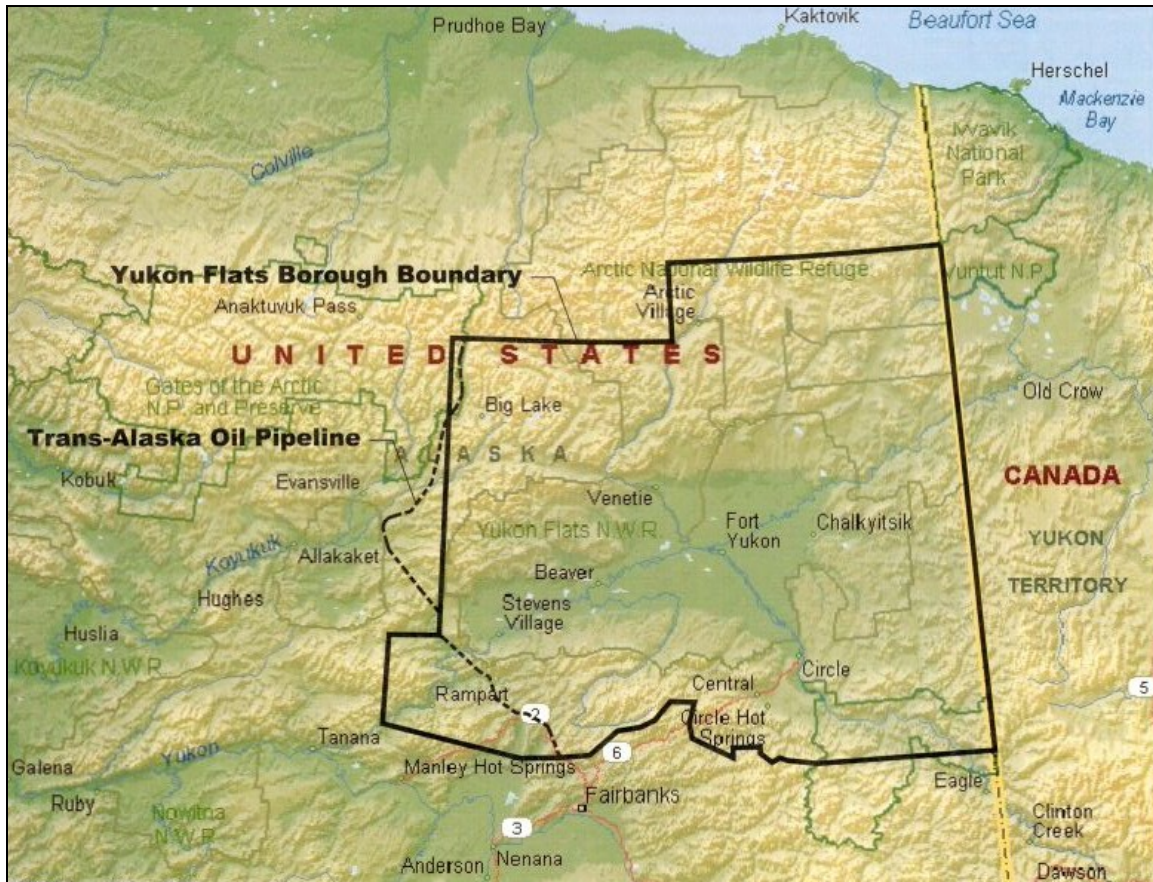 Kaktovik
Beaufort Sea
Prudhoe Bay
Herschel
Mackenzie
Bay
Ivvavik
National
Park
Colville
Yukon Flats Borough Boundary
Arctic National Wildlife Refuge
Vuntut N.P.
Arctic
Village
Anaktuvuk Pass
UNITED STATES
Gates of the Arctic
N.P. and Preserve
Old Crow
Big Lake
Trans-Alaska Oil Pipeline
ALASKA
Kobuk
Evansville
CANADA
Venetie
Fort
Yukon
Chalkyitsik
Yukon Flats N.W.R.
YUKON
TERRITORY
Koyukuk
Allakaket
Beaver
Hughes
Stevens
Village
Huslia
Koyukuk N.W.R.
Circle
Central
Rampart
5
2
Circle Hot
Springs
Tanana
Yukon
6
Manley Hot Springs
Galena
Eagle
Ruby
Fairbanks
Nowitna
N.W.R.
Clinton
Creek
3
Anderson
Nenana
Dawson